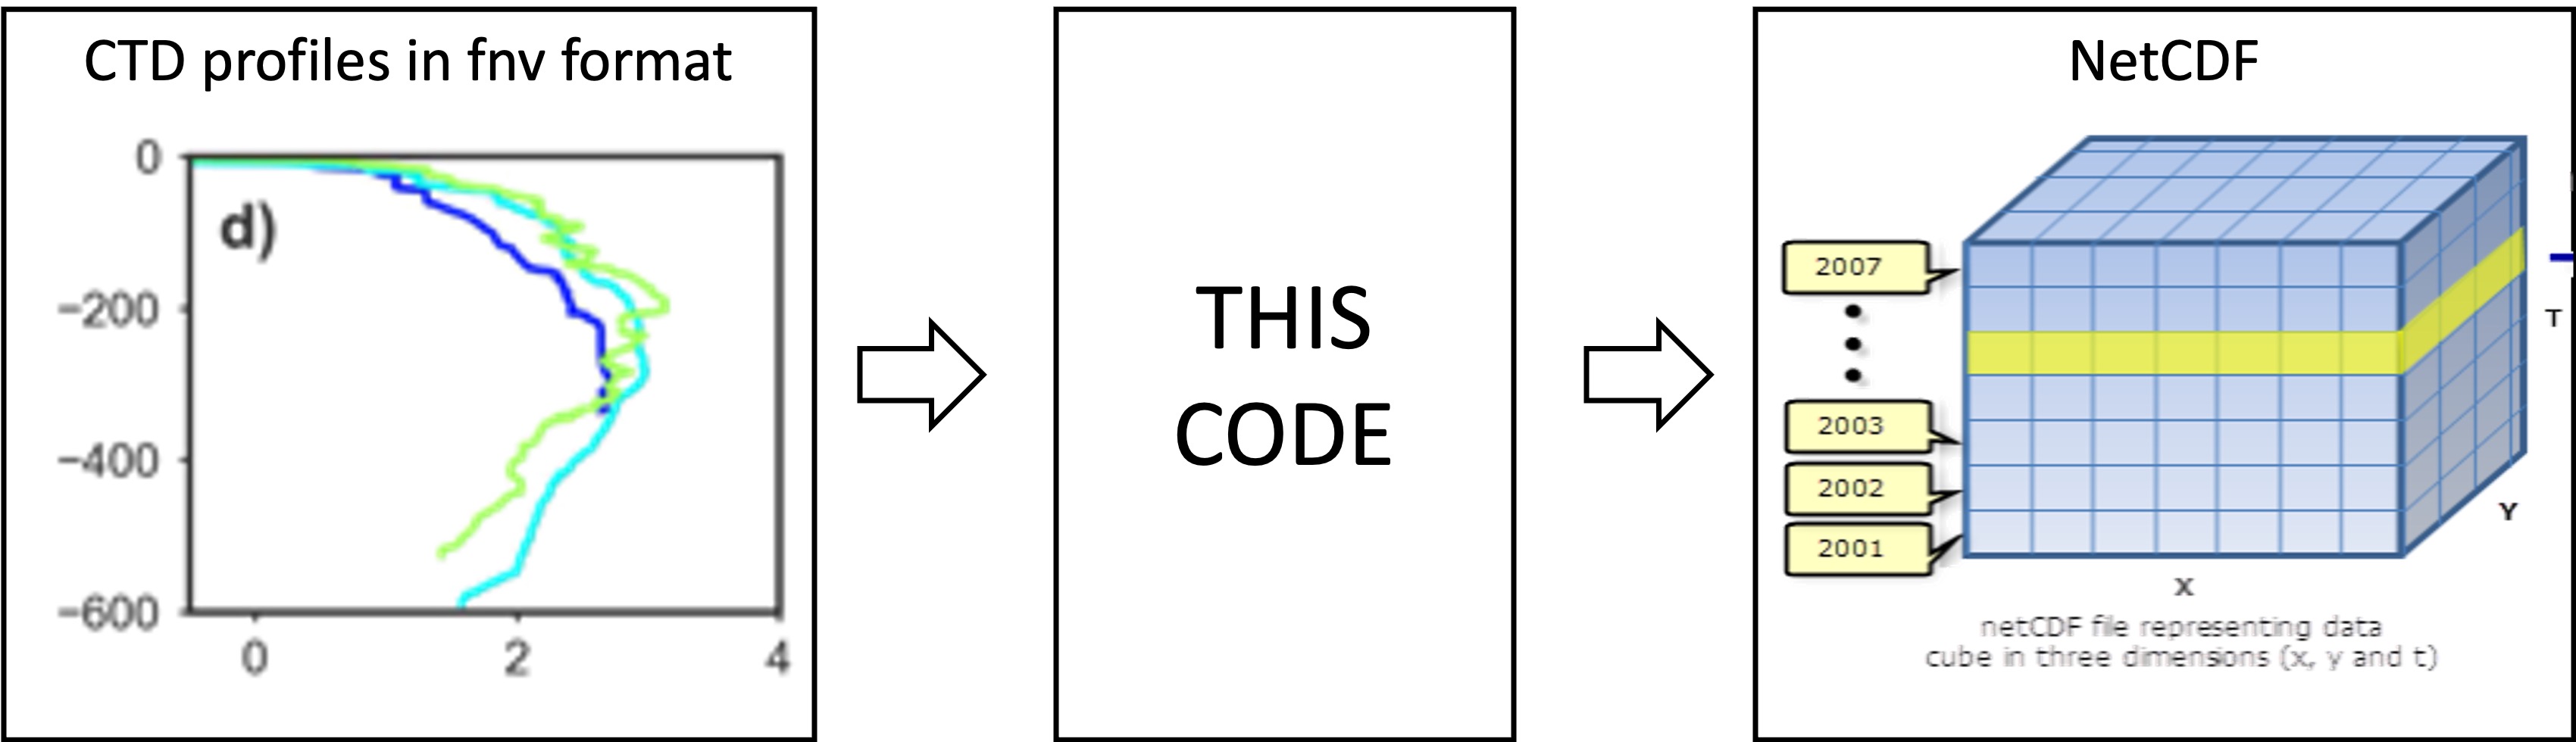 CTD profiles in fnv format
0
d)
−200
−400
−600
0 2 4
THIS
CODE
NetCDF
2007
2003
2002
2001
T
Y
X
netCDF file representing data
cube in three dimensions (x, y and t)